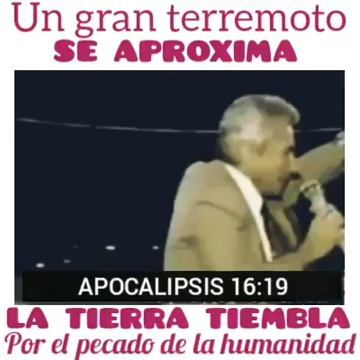 Un gran terremoto
SE APROXIMA
APOCALIPSIS 16:19
LA TIERRA TIEMBLA
Por el pecado de la humanidad